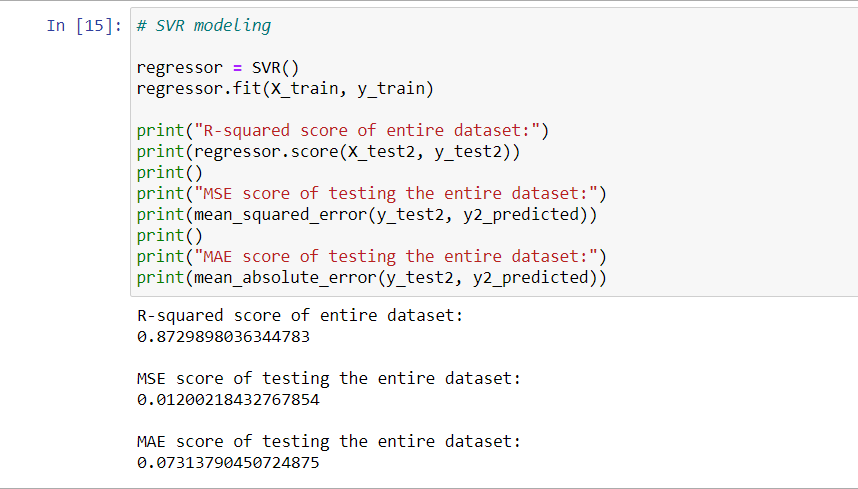 In [15]: # SVR modeling
regressor = SVR()
regressor.fit(X_train, y_train)
print("R-squared score of entire dataset:")
print(regressor.score(X_test2, y_test2))
print()
print("MSE score of testing the entire dataset:")
print(mean_squared_error(y_test2, y2_predicted))
print()
print("MAE score of testing the entire dataset:")
print(mean_absolute_error(y_test2, y2_predicted))
R-squared score of entire dataset:
0.8729898036344783
MSE score of testing the entire dataset:
0.01200218432767854
MAE score of testing the entire dataset:
0.07313790450724875